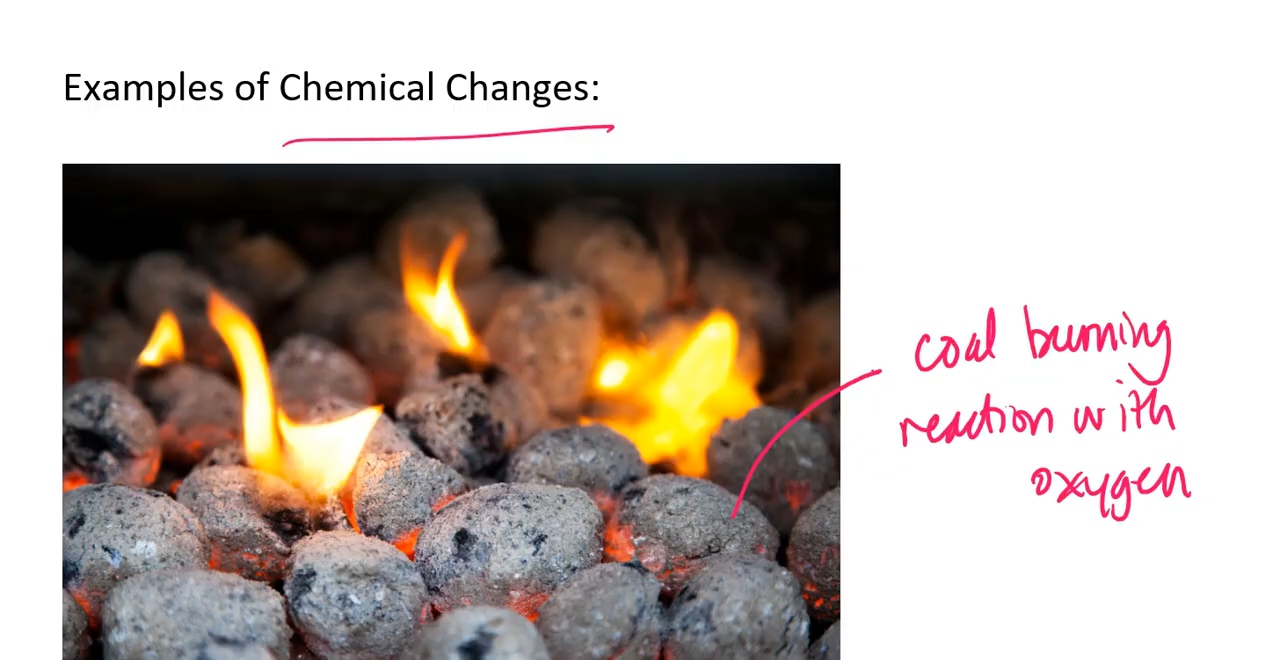 Examples of Chemical Changes:
coal burning
reaction with
oxygen